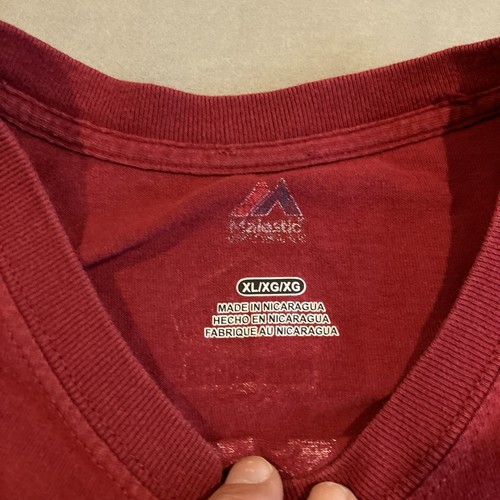 Majestic
XL/XG/XG
MADE IN NICARAGUA
HECHO EN NICARAGUA
FABRIQUE AU NICARAGUA